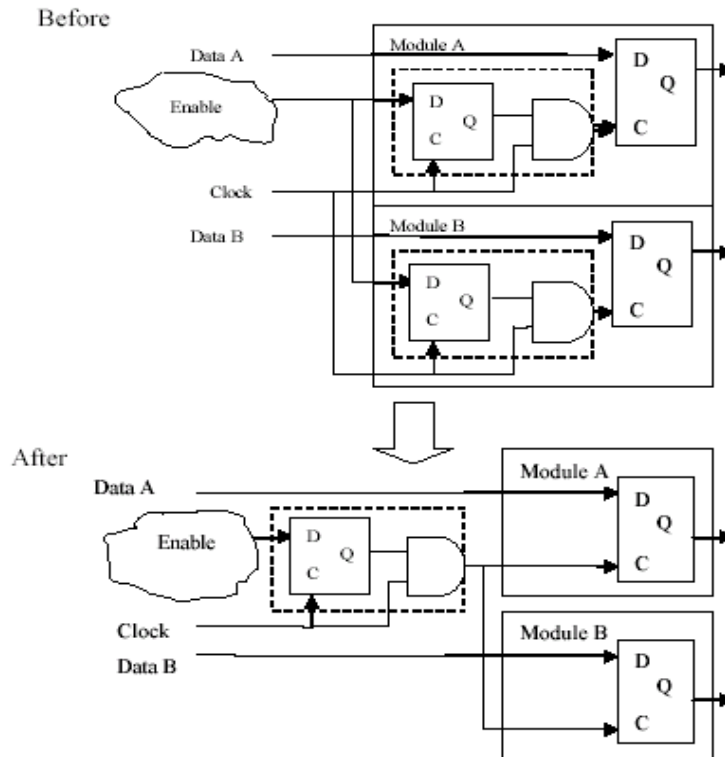 Before
Data A
Module A
D
Q
C
Enable
D
Q
C
Clock
Data B
Module B
D
Q
C
D
Q
C
After
Data A
Module A
D
Q
C
Enable
D
Q
C
Clock
Data B
Module B
D
Q
C